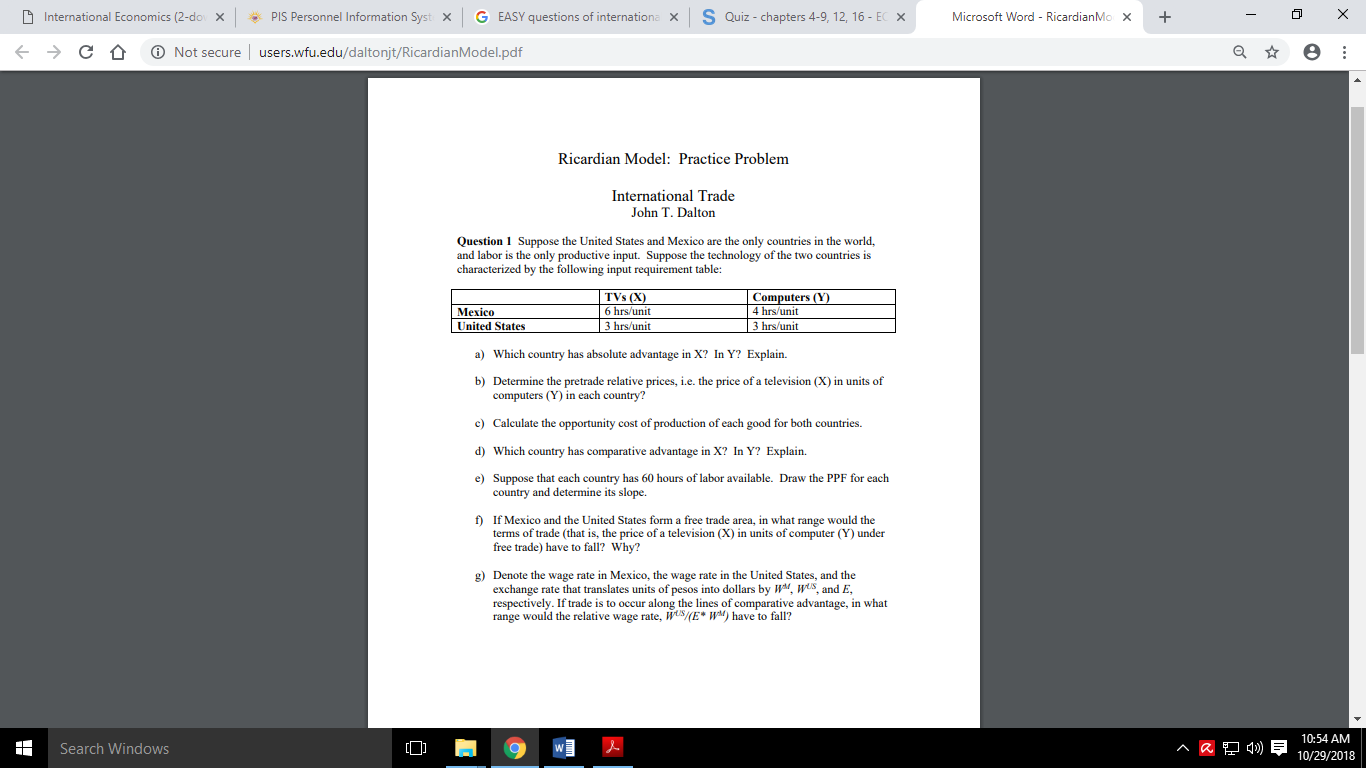 International Economics (2-do
PIS Personnel Information Syst
EASY questions of internationa
Quiz - chapters 4-9, 12, 16 - EC
Microsoft Word - RicardianMo
Not secure | users.wfu.edu/daltonjt/RicardianModel.pdf
Ricardian Model: Practice Problem
International Trade
John T. Dalton
Question 1 Suppose the United States and Mexico are the only countries in the world,
and labor is the only productive input. Suppose the technology of the two countries is
characterized by the following input requirement table:
TVs (X) Computers (Y)
Mexico 6 hrs/unit 4 hrs/unit
United States 3 hrs/unit 3 hrs/unit
a) Which country has absolute advantage in X? In Y? Explain.
b) Determine the pretrade relative prices, i.e. the price of a television (X) in units of
computers (Y) in each country?
c) Calculate the opportunity cost of production of each good for both countries.
d) Which country has comparative advantage in X? In Y? Explain.
e) Suppose that each country has 60 hours of labor available. Draw the PPF for each
country and determine its slope.
f) If Mexico and the United States form a free trade area, in what range would the
terms of trade (that is, the price of a television (X) in units of computer (Y) under
free trade) have to fall? Why?
g) Denote the wage rate in Mexico, the wage rate in the United States, and the
exchange rate that translates units of pesos into dollars by W^M, W^US, and E,
respectively. If trade is to occur along the lines of comparative advantage, in what
range would the relative wage rate, W^US/(E* W^M) have to fall?
Search Windows
10:54 AM
10/29/2018